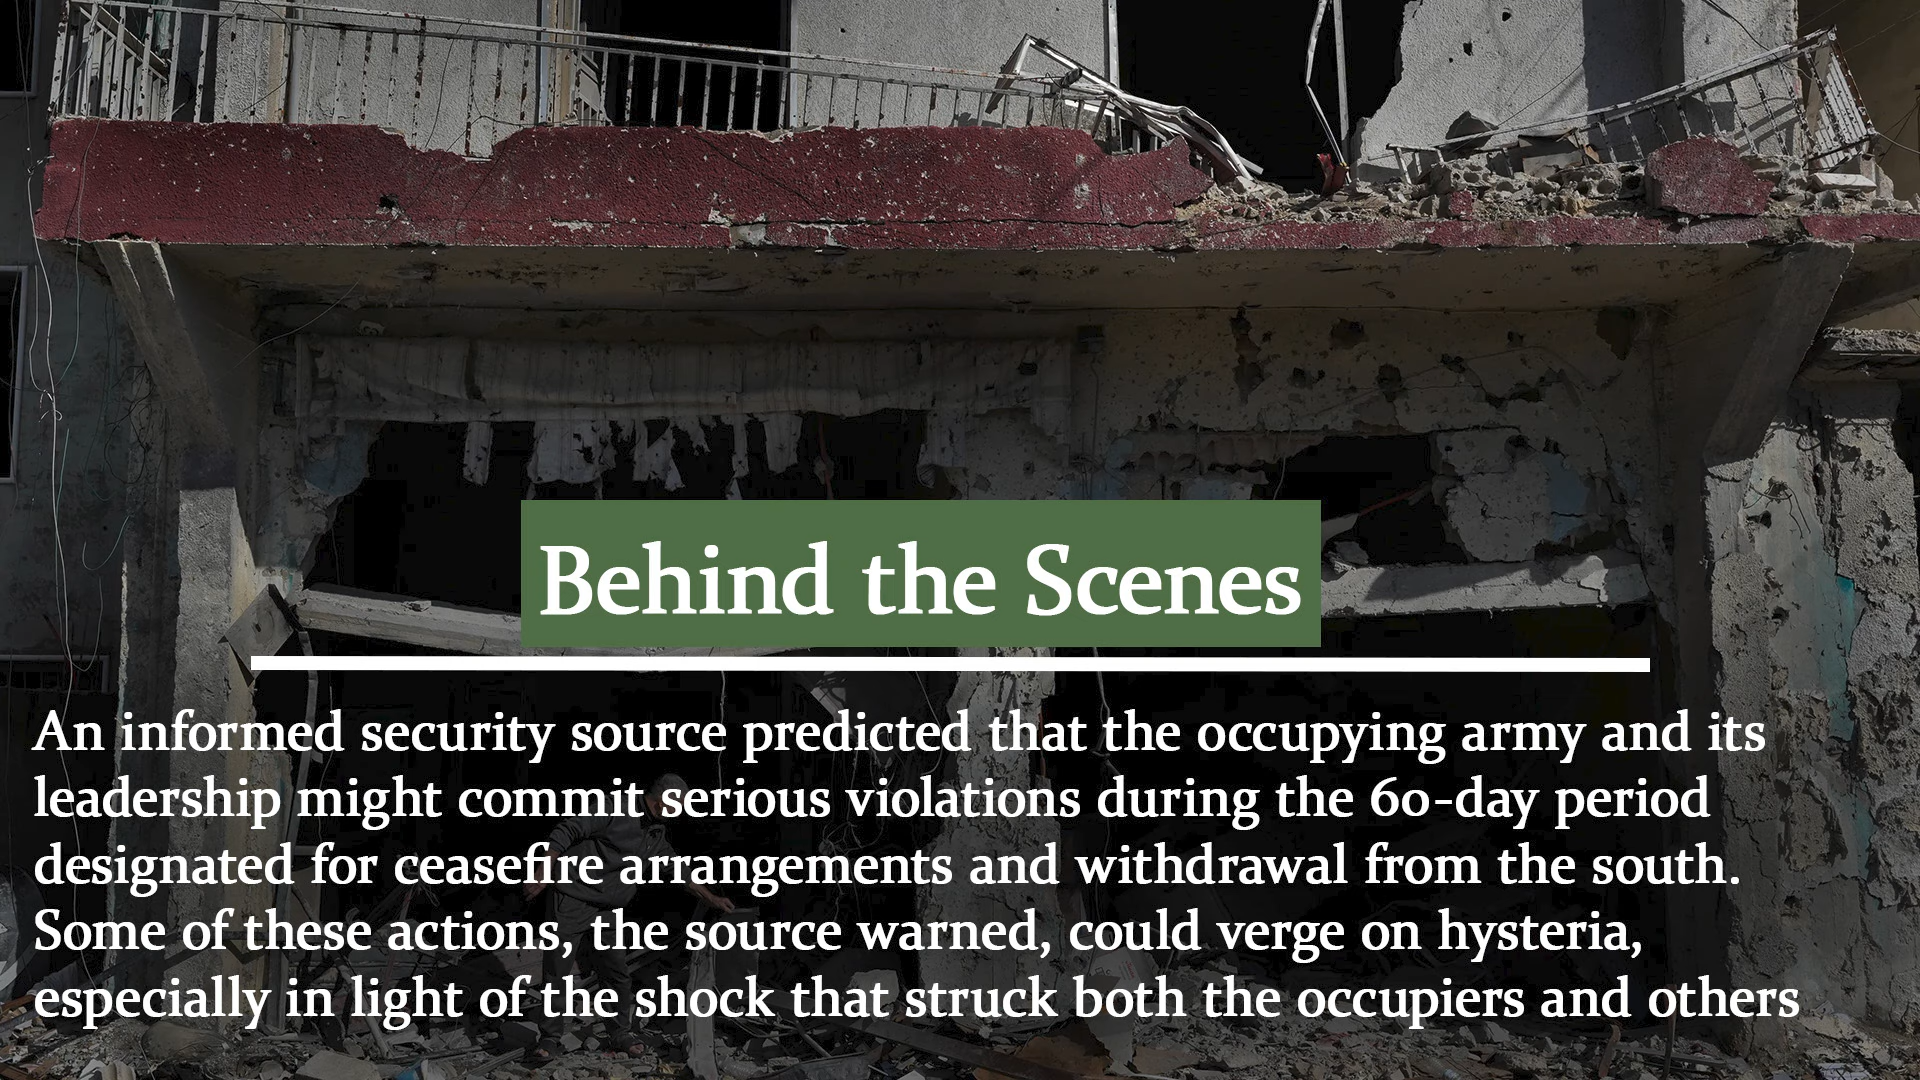 Behind the Scenes
An informed security source predicted that the occupying army and its
leadership might commit serious violations during the 60-day period
designated for ceasefire arrangements and withdrawal from the south.
Some of these actions, the source warned, could verge on hysteria,
especially in light of the shock that struck both the occupiers and others